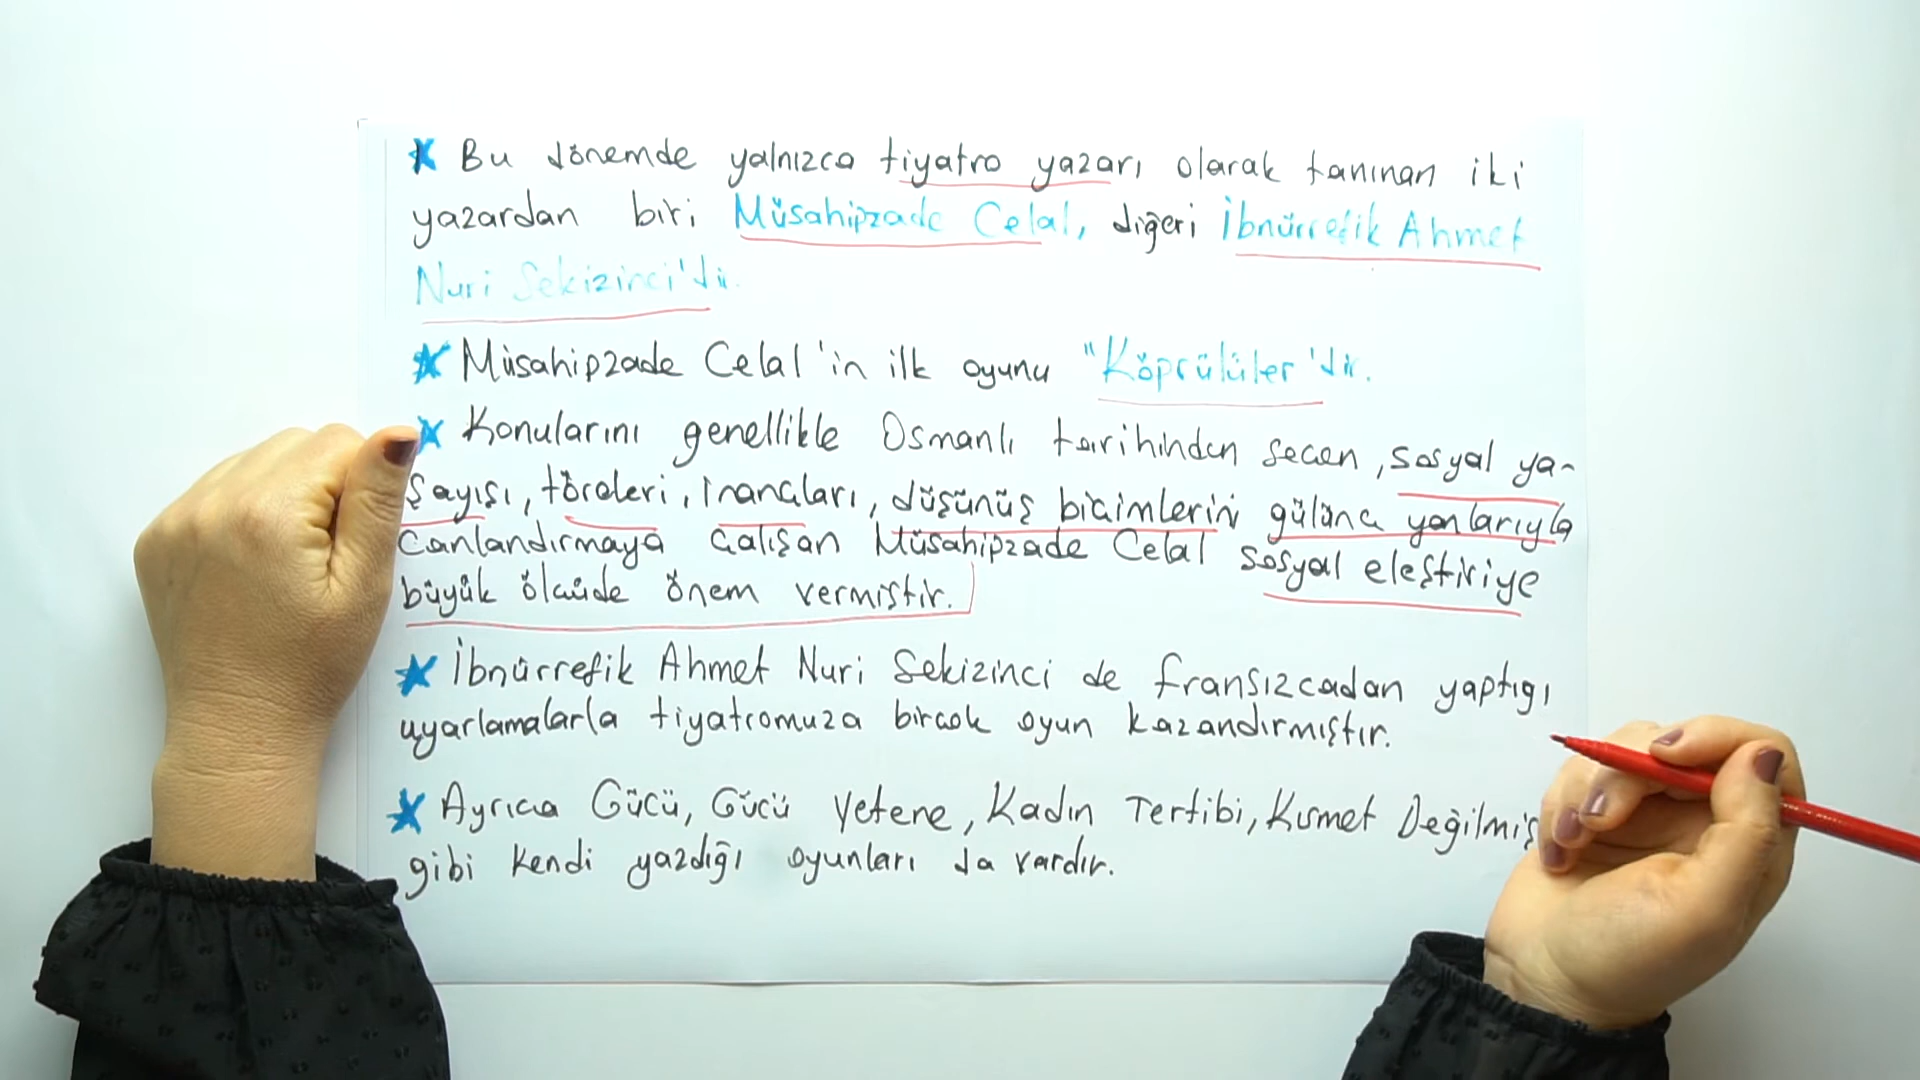 Bu dönemde yalnızca tiyatro yazarı olarak tanınan iki
yazardan biri Müsahipzade Celal, diğeri İbnürrefik Ahmet
Nuri Sekizinci'dir.
Müsahipzade Celal'in ilk oyunu "Köprülüler'dir.
Konularını genellikle Osmanlı tarihinden seçen, sosyal ya-
şayışı, töreleri, inançları, düşünüş biçimlerini gülünç yanlarıyla
canlandırmaya çalışan Müsahipzade Celal sosyal eleştiriye
büyük ölçüde önem vermiştir.
İbnürrefik Ahmet Nuri Sekizinci de fransızcadan yaptığı
uyarlamalarla tiyatromuza birçok oyun kazandırmıştır.
Ayrıca Gücü, Gücü Yetene, Kadın Tertibi, Kısmet Değilmiş
gibi kendi yazdığı oyunları da vardır.